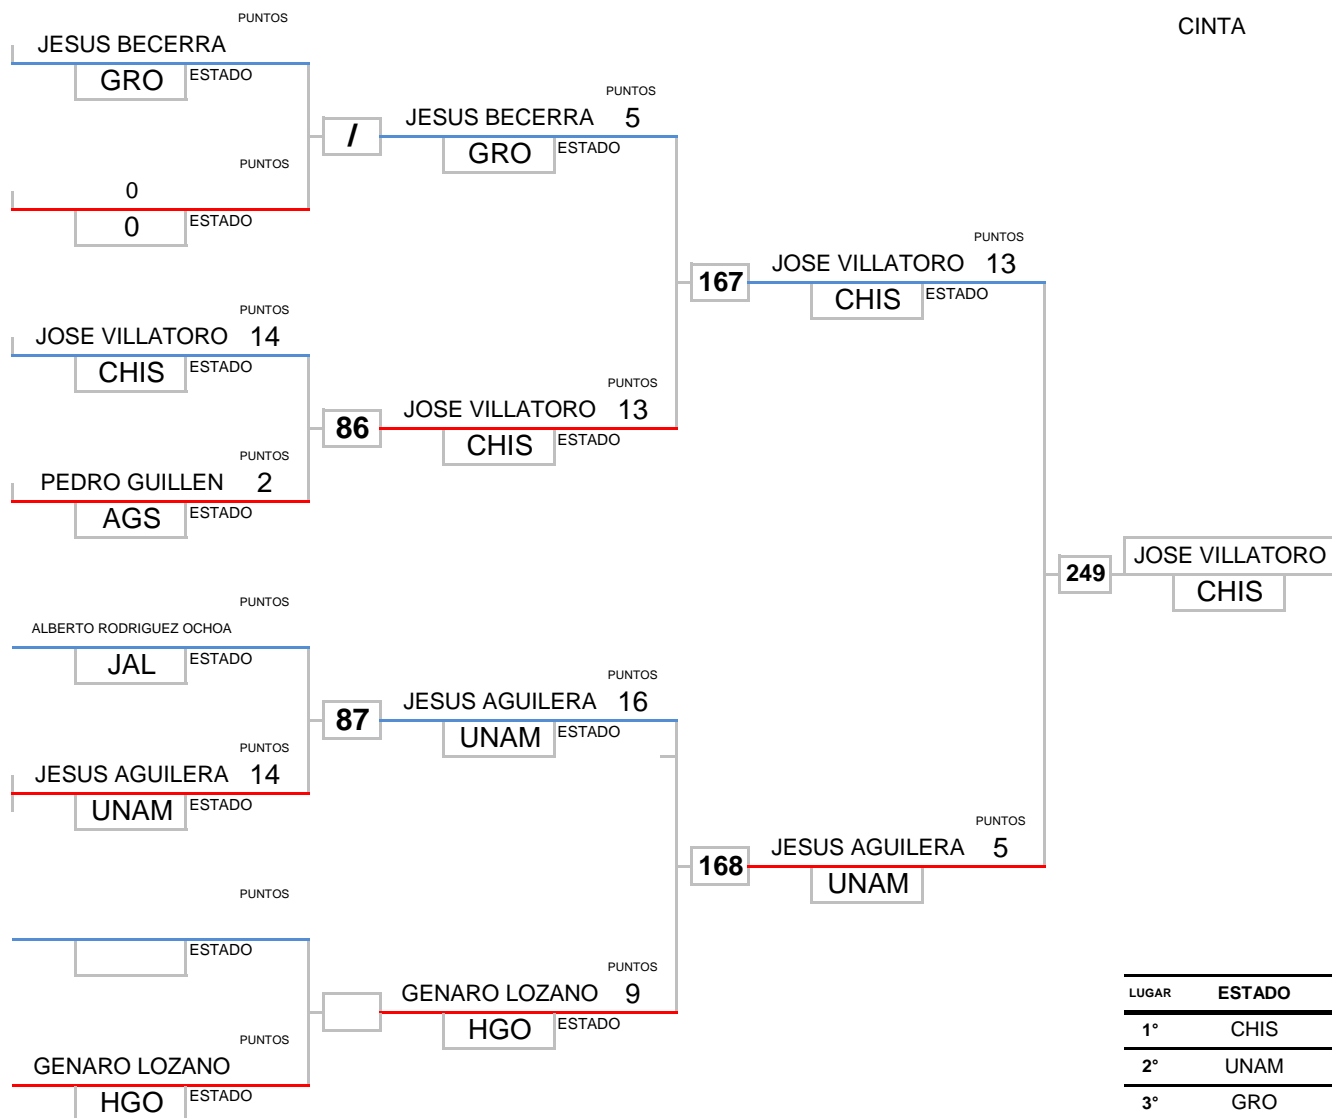 PUNTOS
CINTA
JESUS BECERRA
GRO ESTADO
PUNTOS
JESUS BECERRA 5
/
GRO ESTADO
PUNTOS
0
0 ESTADO
PUNTOS
JOSE VILLATORO 13
167
CHIS ESTADO
PUNTOS
JOSE VILLATORO 14
CHIS ESTADO
PUNTOS
JOSE VILLATORO 13
86
CHIS ESTADO
PUNTOS
PEDRO GUILLEN 2
AGS ESTADO
JOSE VILLATORO
249
CHIS
PUNTOS
ALBERTO RODRIGUEZ OCHOA
JAL ESTADO
PUNTOS
JESUS AGUILERA 16
87
UNAM ESTADO
PUNTOS
JESUS AGUILERA 14
UNAM ESTADO
PUNTOS
JESUS AGUILERA 5
168
UNAM
PUNTOS
ESTADO
PUNTOS
GENARO LOZANO 9
HGO ESTADO
PUNTOS
GENARO LOZANO
HGO ESTADO
LUGAR ESTADO
1° CHIS
2° UNAM
3° GRO